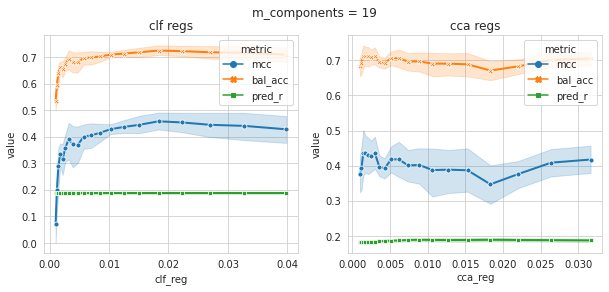 m_components = 19
clf regs
metric
mcc
bal_acc
pred_r
value
0.7
0.6
0.5
0.4
0.3
0.2
0.1
0.0
0.00
0.01
0.02
0.03
0.04
clf_reg
cca regs
metric
mcc
bal_acc
pred_r
value
0.7
0.6
0.5
0.4
0.3
0.2
0.000
0.005
0.010
0.015
0.020
0.025
0.030
cca_reg